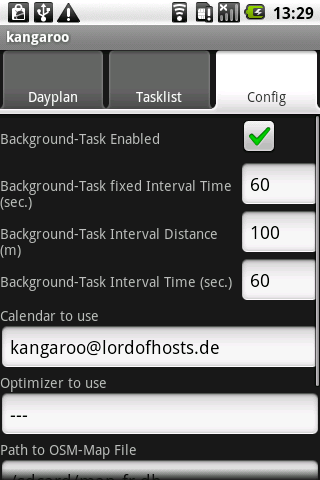 13:29
kangaroo
Dayplan
Tasklist
Config
Background-Task Enabled
Background-Task fixed Interval Time
(sec.)
60
Background-Task Interval Distance
(m)
100
Background-Task Interval Time (sec.)
60
Calendar to use
kangaroo@lordofhosts.de
Optimizer to use
---
Path to OSM-Map File